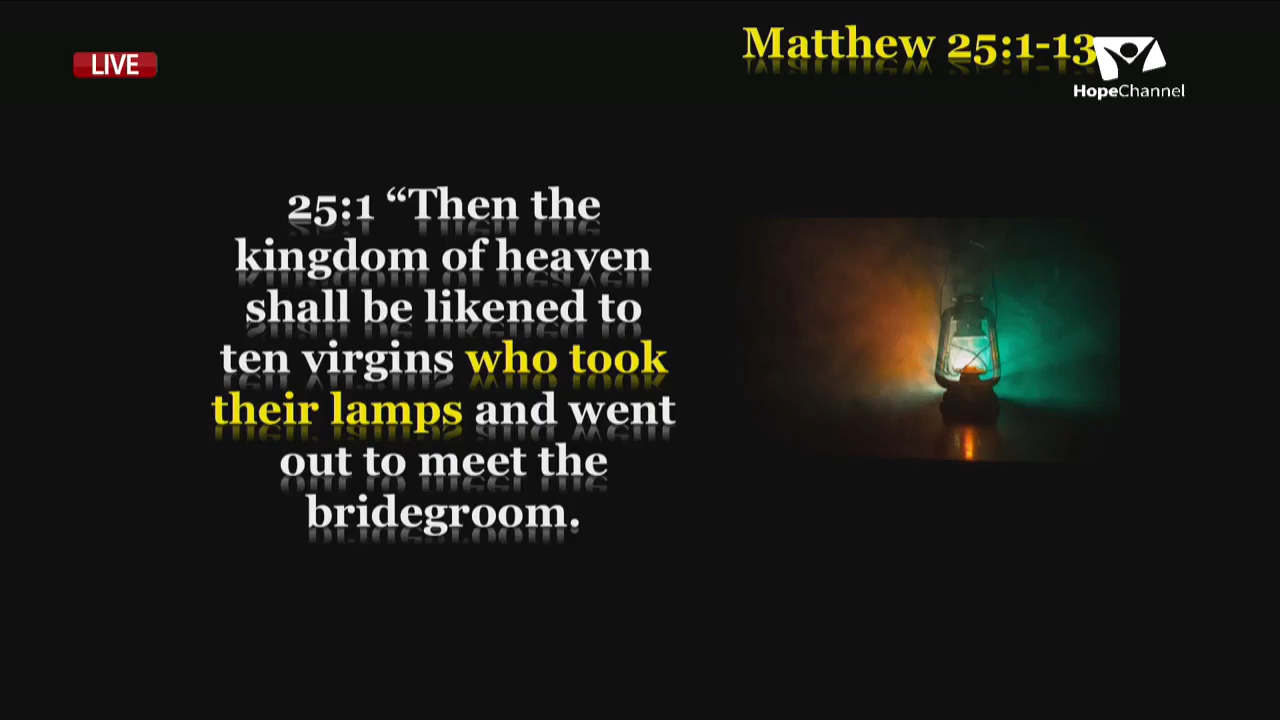 Matthew 25:1-13
LIVE
HopeChannel
25:1 “Then the
kingdom of heaven
shall be likened to
ten virgins who took
their lamps and went
out to meet the
bridegroom.